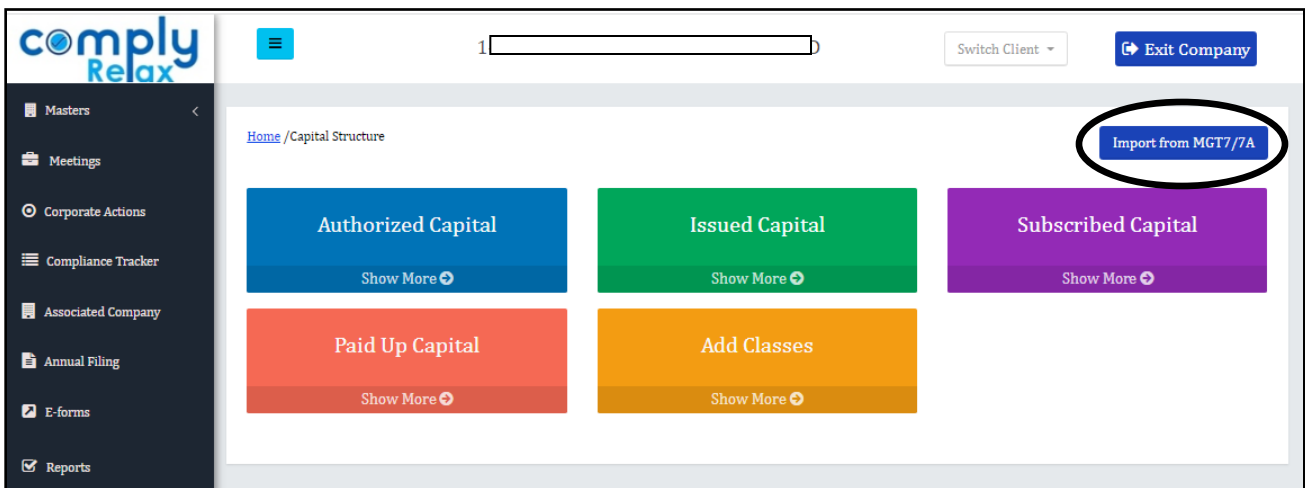 comply
Relax
1
D
Switch Client
Exit Company
Masters
Meetings
Corporate Actions
Compliance Tracker
Associated Company
Annual Filing
E-forms
Reports
Home /Capital Structure
Import from MGT7/7A
Authorized Capital
Show More
Issued Capital
Show More
Subscribed Capital
Show More
Paid Up Capital
Show More
Add Classes
Show More